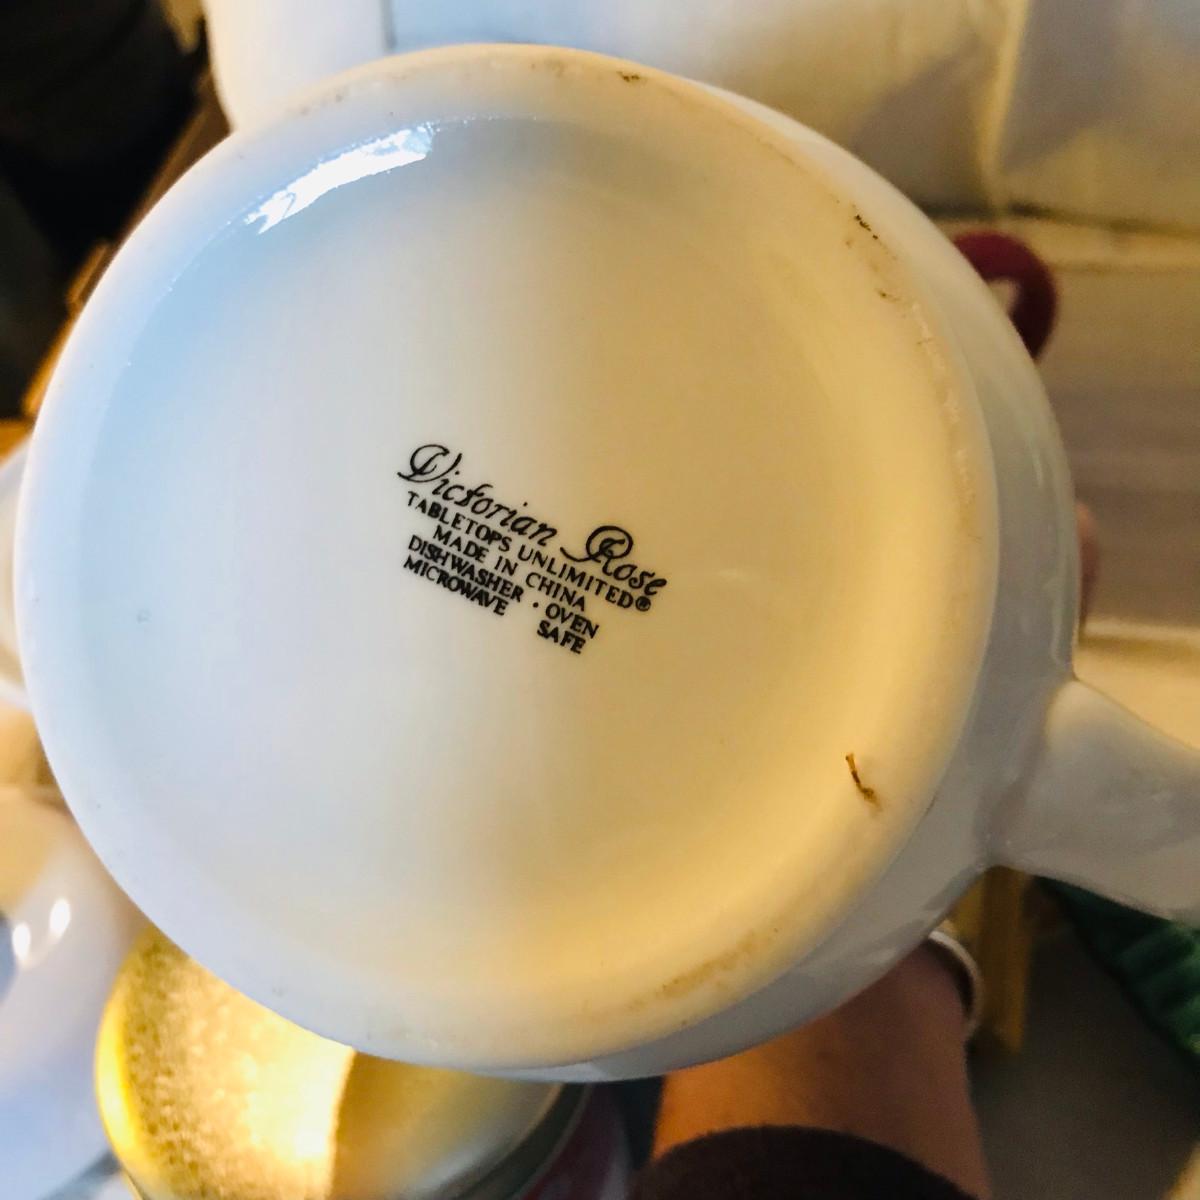 Victorian Rose
TABLETOPS UNLIMITED®
MADE IN CHINA
DISHWASHER · OVEN
MICROWAVE SAFE